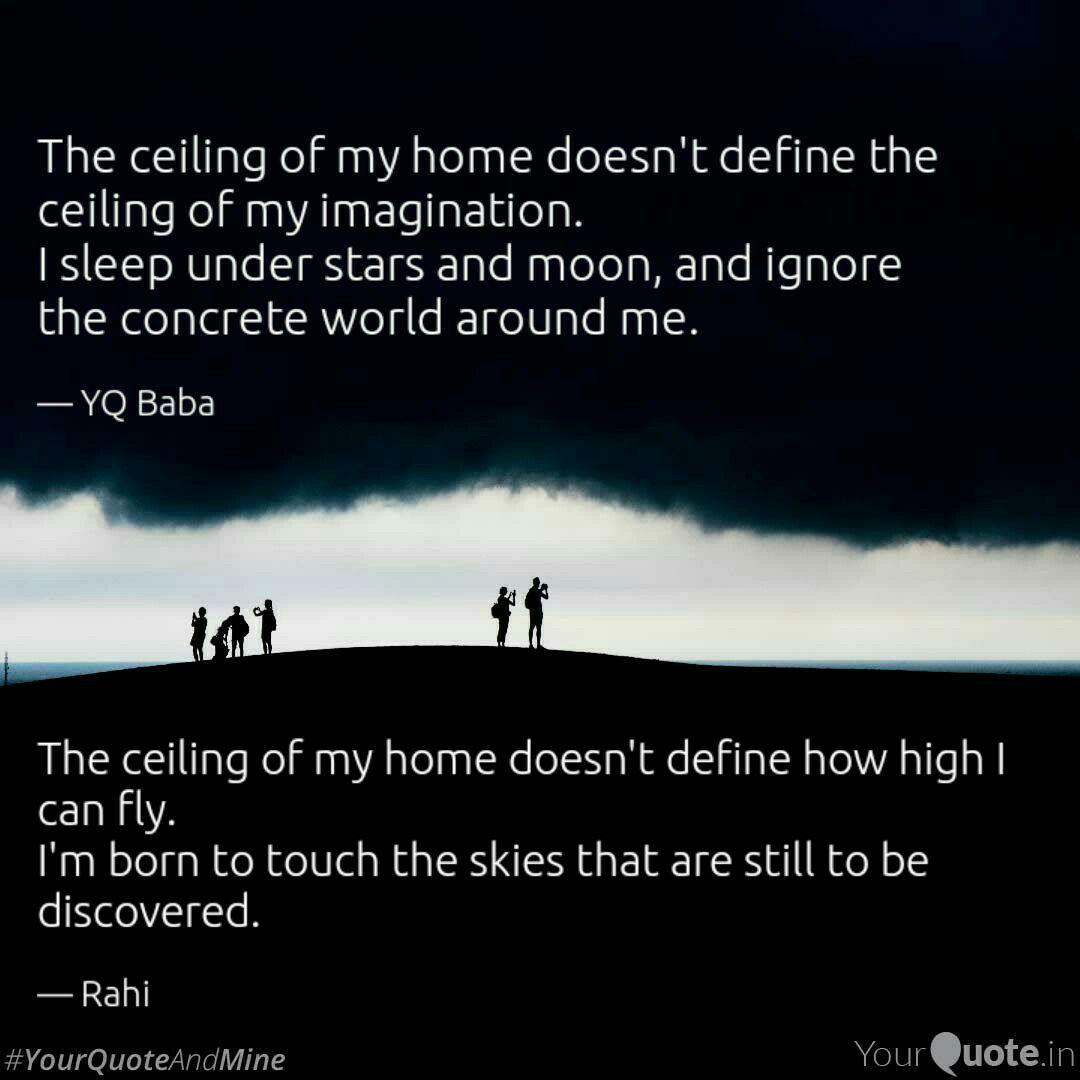 The ceiling of my home doesn't define the
ceiling of my imagination.
I sleep under stars and moon, and ignore
the concrete world around me.
— YQ Baba
The ceiling of my home doesn't define how high I
can fly.
I'm born to touch the skies that are still to be
discovered.
— Rahi
#YourQuoteAndMine
YourQuote.in